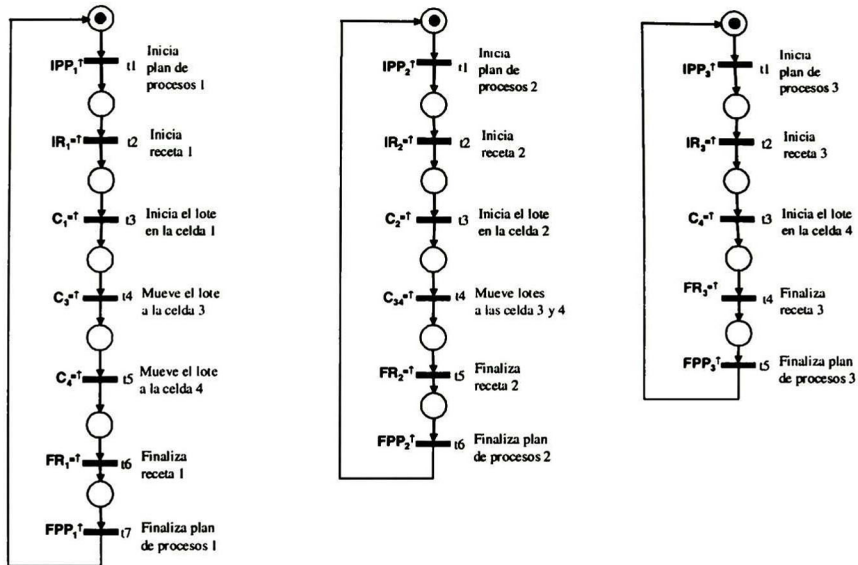 IPP₁↑ t1 Inicia
plan de
procesos 1
IR₁=↑ t2 Inicia
receta 1
C₁=↑ t3 Inicia el lote
en la celda 1
C₃=↑ t4 Mueve el lote
a la celda 3
C₄=↑ t5 Mueve el lote
a la celda 4
FR₁=↑ t6 Finaliza
receta 1
FPP₁↑ t7 Finaliza plan
de procesos 1
IPP₂↑ t1 Inicia
plan de
procesos 2
IR₂=↑ t2 Inicia
receta 2
C₂=↑ t3 Inicia el lote
en la celda 2
C₃₄=↑ t4 Mueve lotes
a las celda 3 y 4
FR₂=↑ t5 Finaliza
receta 2
FPP₂↑ t6 Finaliza plan
de procesos 2
IPP₃↑ t1 Inicia
plan de
procesos 3
IR₃=↑ t2 Inicia
receta 3
C₄=↑ t3 Inicia el lote
en la celda 4
FR₃=↑ t4 Finaliza
receta 3
FPP₃↑ t5 Finaliza plan
de procesos 3